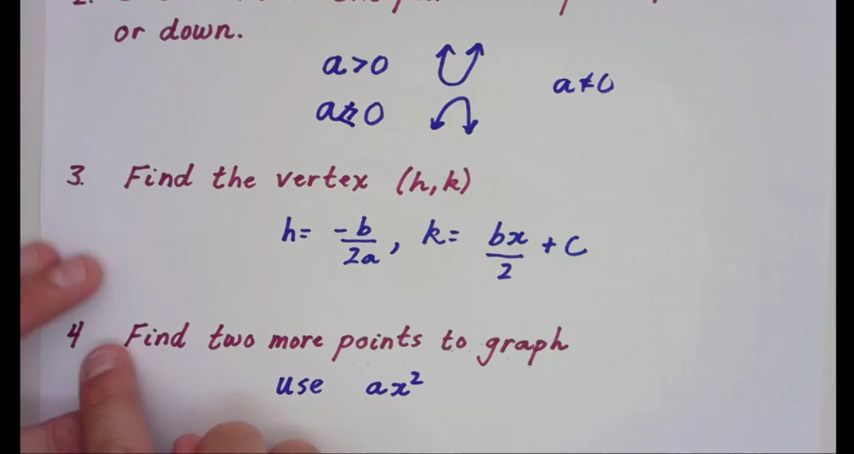 2.
or down.
a>0
a<0
a≠0
3. Find the vertex (h,k)
h= -b/2a, k= bx/2 + C
4 Find two more points to graph
use ax²